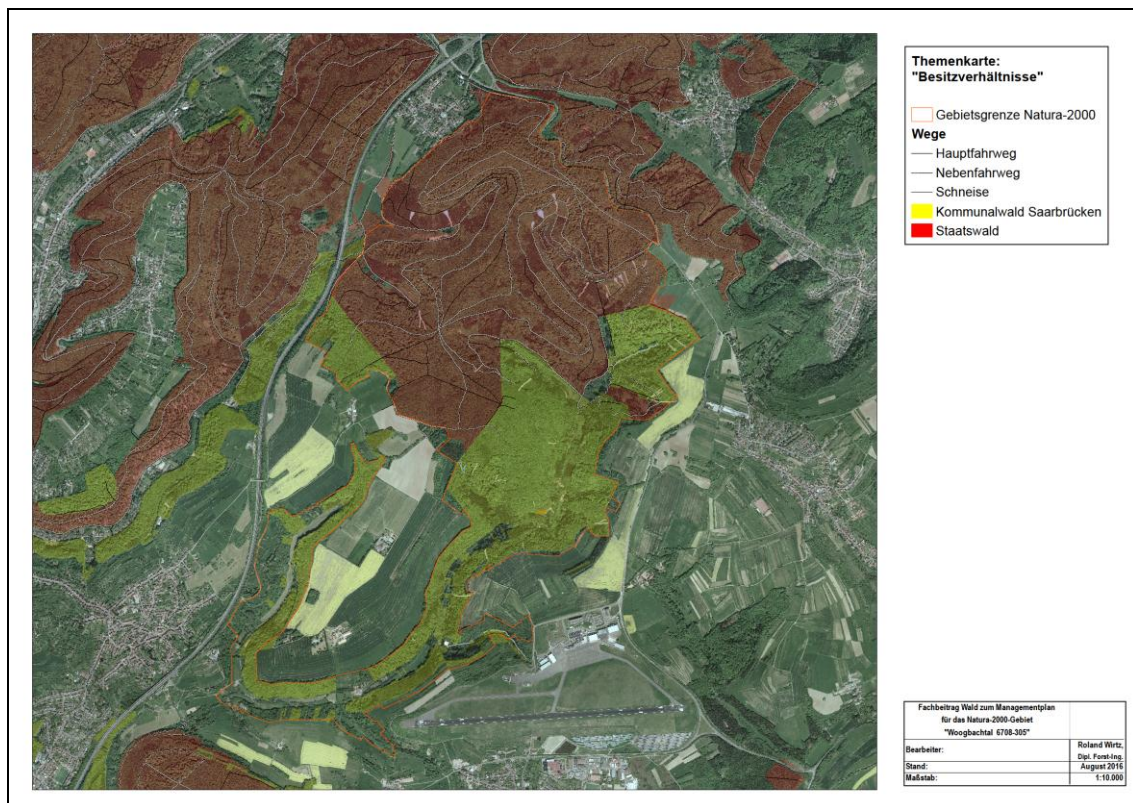 Themenkarte:
"Besitzverhältnisse"
Gebietsgrenze Natura-2000
Wege
Hauptfahrweg
Nebenfahrweg
Schneise
Kommunalwald Saarbrücken
Staatswald
Fachbeitrag Wald zum Managementplan
für das Natura-2000-Gebiet
"Woogbachtal 6708-305"
Bearbeiter: Roland Wirtz,
Dipl. Forst-Ing.
Stand: August 2016
Maßstab: 1:10.000